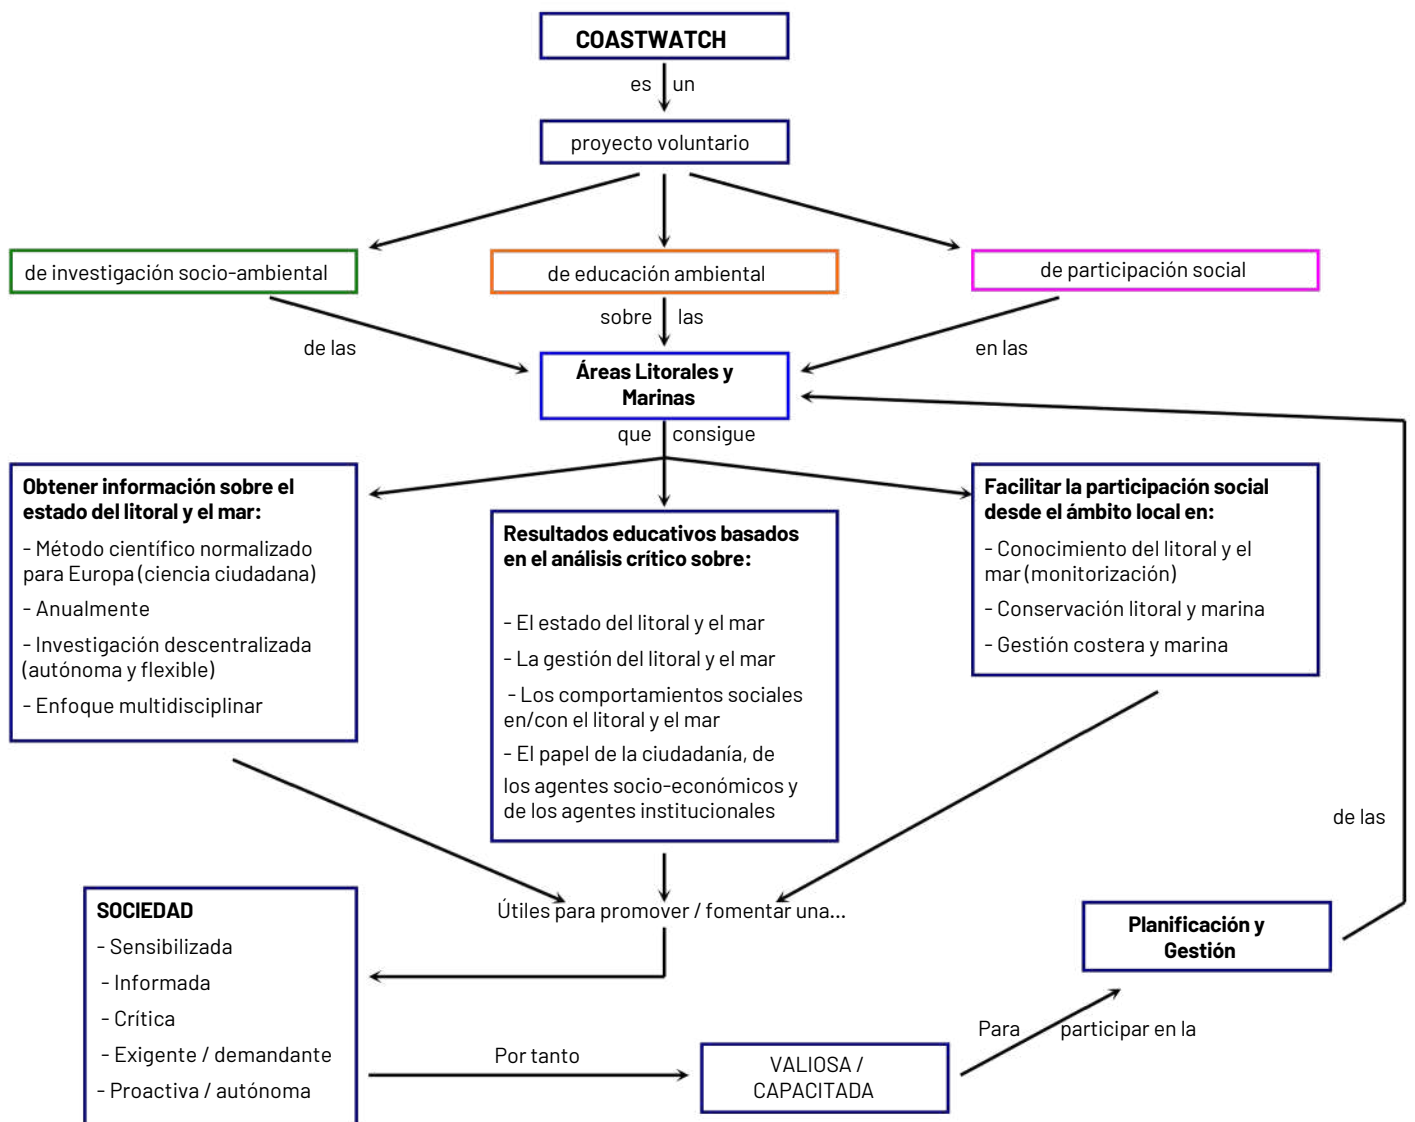 COASTWATCH
es un
proyecto voluntario
de investigación socio-ambiental
de educación ambiental
de participación social
de las
sobre las
en las
Áreas Litorales y
Marinas
que consigue
Obtener información sobre el
estado del litoral y el mar:
- Método científico normalizado
para Europa (ciencia ciudadana)
- Anualmente
- Investigación descentralizada
(autónoma y flexible)
- Enfoque multidisciplinar
Resultados educativos basados
en el análisis crítico sobre:
- El estado del litoral y el mar
- La gestión del litoral y el mar
- Los comportamientos sociales
en/con el litoral y el mar
- El papel de la ciudadanía, de
los agentes socio-económicos y
de los agentes institucionales
Facilitar la participación social
desde el ámbito local en:
- Conocimiento del litoral y el
mar (monitorización)
- Conservación litoral y marina
- Gestión costera y marina
Útiles para promover / fomentar una...
SOCIEDAD
- Sensibilizada
- Informada
- Crítica
- Exigente / demandante
- Proactiva / autónoma
Por tanto
VALIOSA /
CAPACITADA
Para participar en la
Planificación y
Gestión
de las